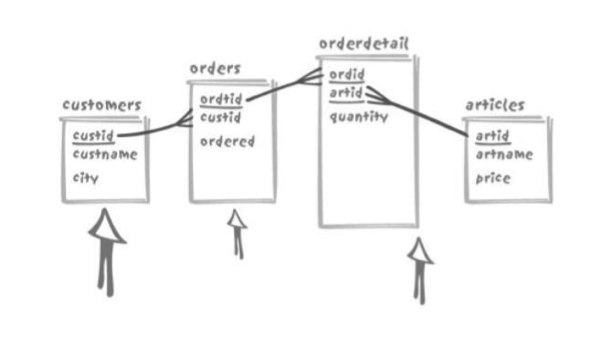 customers
custid
custname
city
orders
ordtid
custid
ordered
orderdetail
ordid
artid
quantity
articles
artid
artname
price